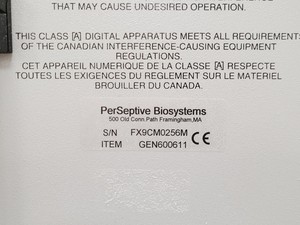 THAT MAY CAUSE UNDESIRED OPERATION.
THIS CLASS [A] DIGITAL APPARATUS MEETS ALL REQUIREMENTS
OF THE CANADIAN INTERFERENCE-CAUSING EQUIPMENT
REGULATIONS.
CET APPAREIL NUMERIQUE DE LA CLASSE [A] RESPECTE
TOUTES LES EXIGENCES DU REGLEMENT SUR LE MATERIEL
BROUILLER DU CANADA.
PerSeptive Biosystems
500 Old Conn.Path Framingham,MA
S/N FX9CM0256M
ITEM GEN600611
CE